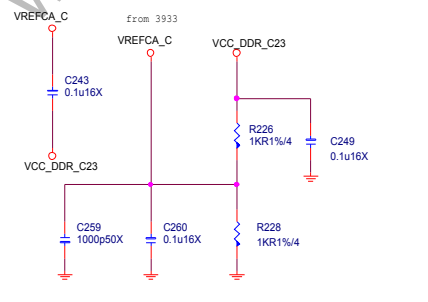 VREFCA_C
from 3933
VREFCA_C
VCC_DDR_C23
C243
0.1u16X
R226
1KR1%/4
C249
0.1u16X
VCC_DDR_C23
C259
1000p50X
C260
0.1u16X
R228
1KR1%/4